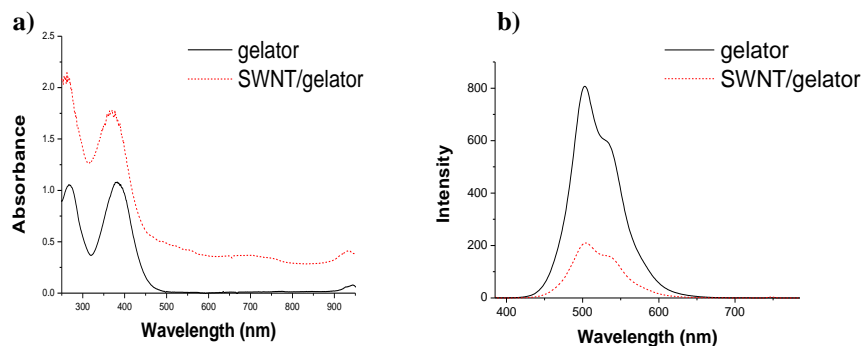 a)
gelator
SWNT/gelator
2.5
2.0
1.5
1.0
0.5
0.0
300 400 500 600 700 800 900
Absorbance
Wavelength (nm)
b)
gelator
SWNT/gelator
800
600
400
200
0
400 500 600 700
Intensity
Wavelength (nm)